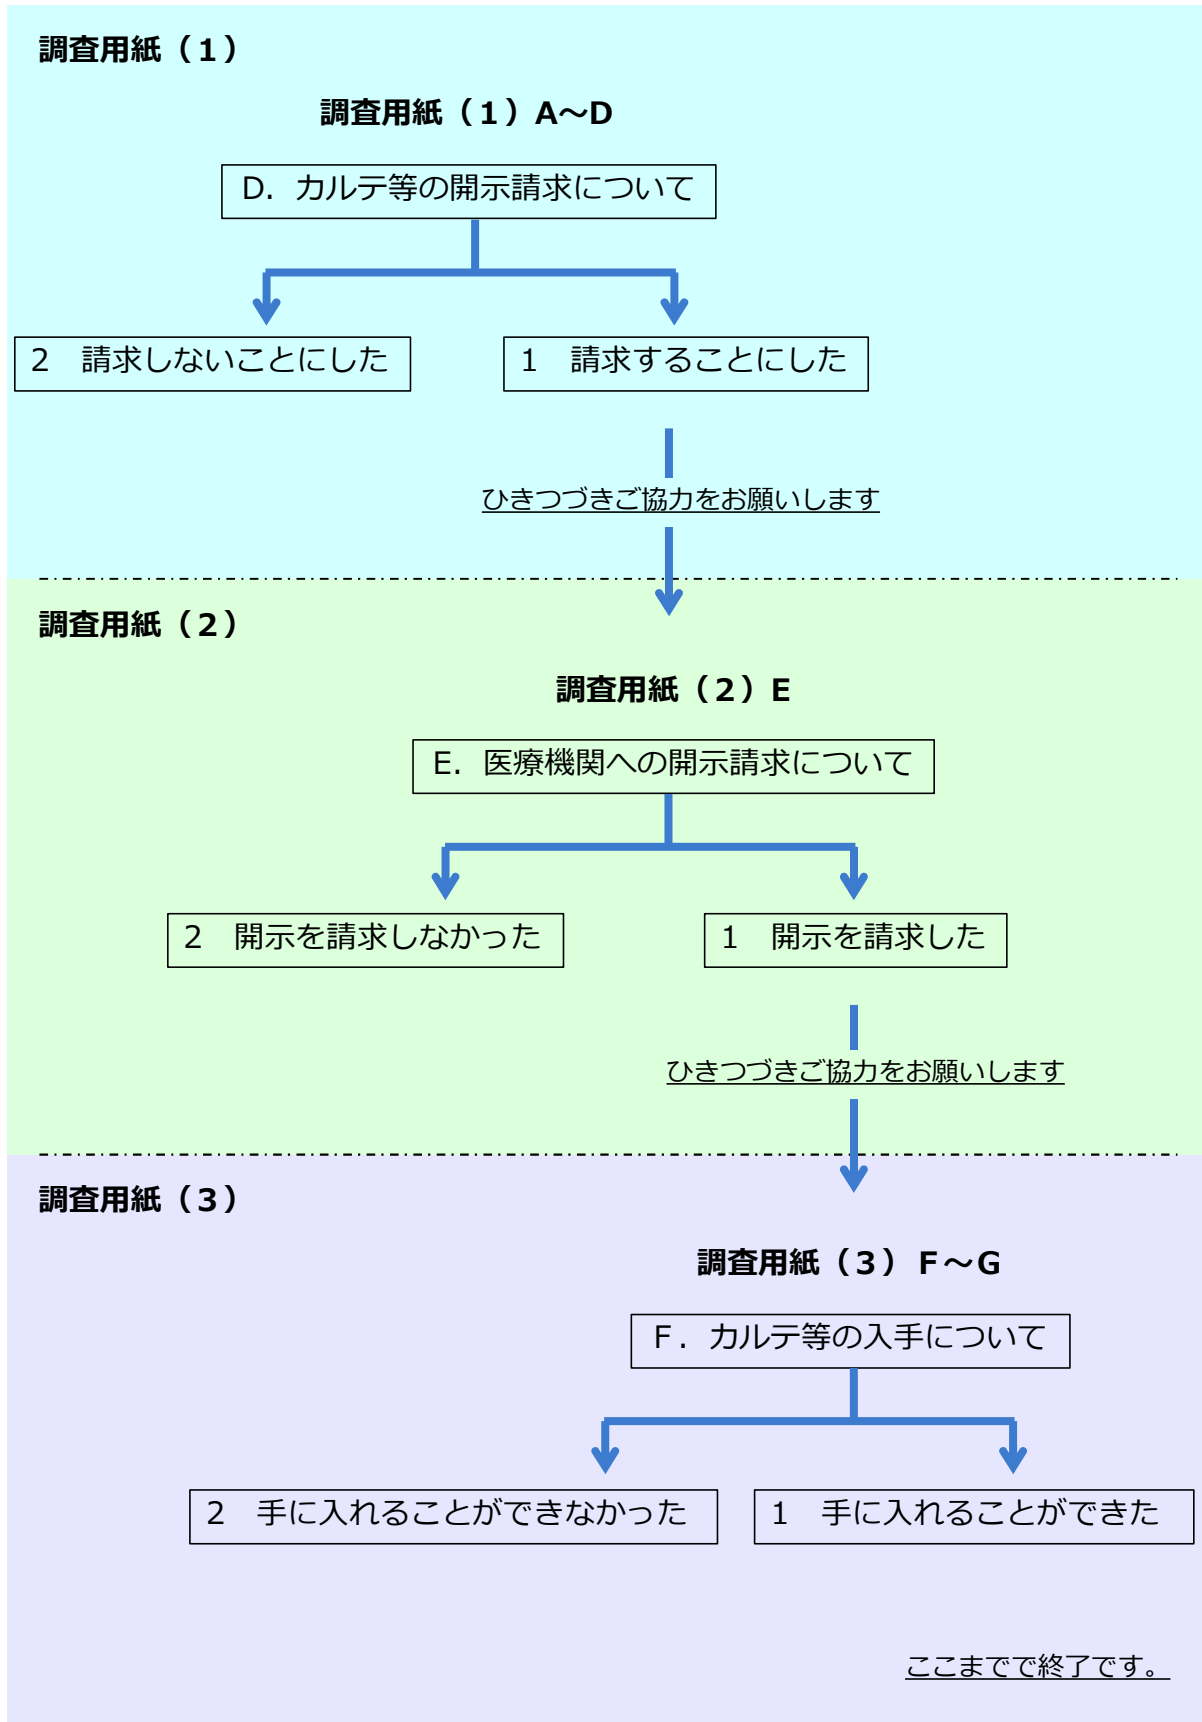 調査用紙（１）
調査用紙（１）A～D
D．カルテ等の開示請求について
2　請求しないことにした
1　請求することにした
ひきつづきご協力をお願いします
調査用紙（２）
調査用紙（２）E
E．医療機関への開示請求について
2　開示を請求しなかった
1　開示を請求した
ひきつづきご協力をお願いします
調査用紙（３）
調査用紙（３）Ｆ～G
Ｆ．カルテ等の入手について
2　手に入れることができなかった
1　手に入れることができた
ここまでで終了です。